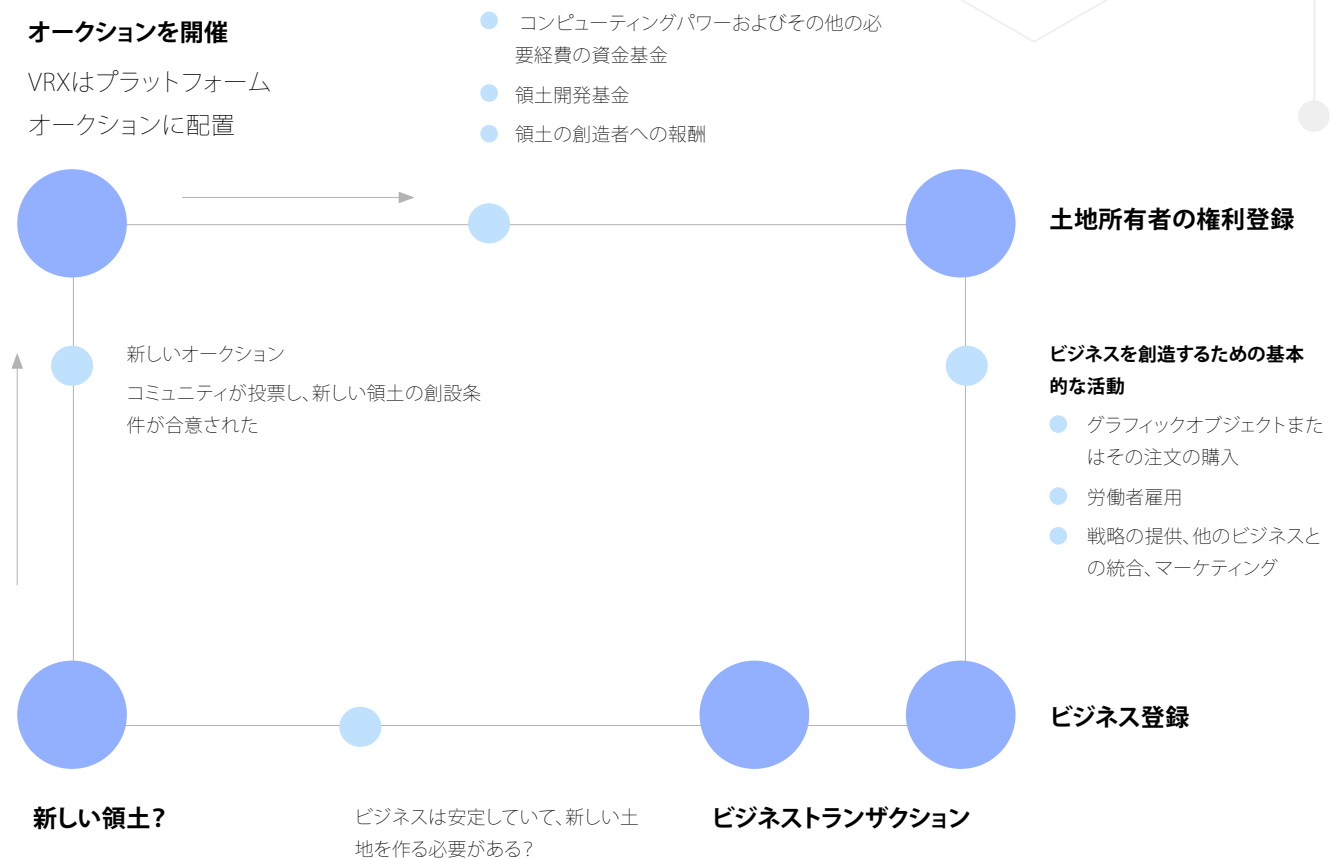 オークションを開催
VRXはプラットフォーム
オークションに配置
コンピューティングパワーおよびその他の必
要経費の資金基金
領土開発基金
領土の創造者への報酬
土地所有者の権利登録
新しいオークション
コミュニティが投票し、新しい領土の創設条
件が合意された
ビジネスを創造するための基本
的な活動
グラフィックオブジェクトまた
はその注文の購入
労働者雇用
戦略の提供、他のビジネスと
の統合、マーケティング
ビジネス登録
新しい領土？
ビジネスは安定していて、新しい土
地を作る必要がある？
ビジネストランザクション